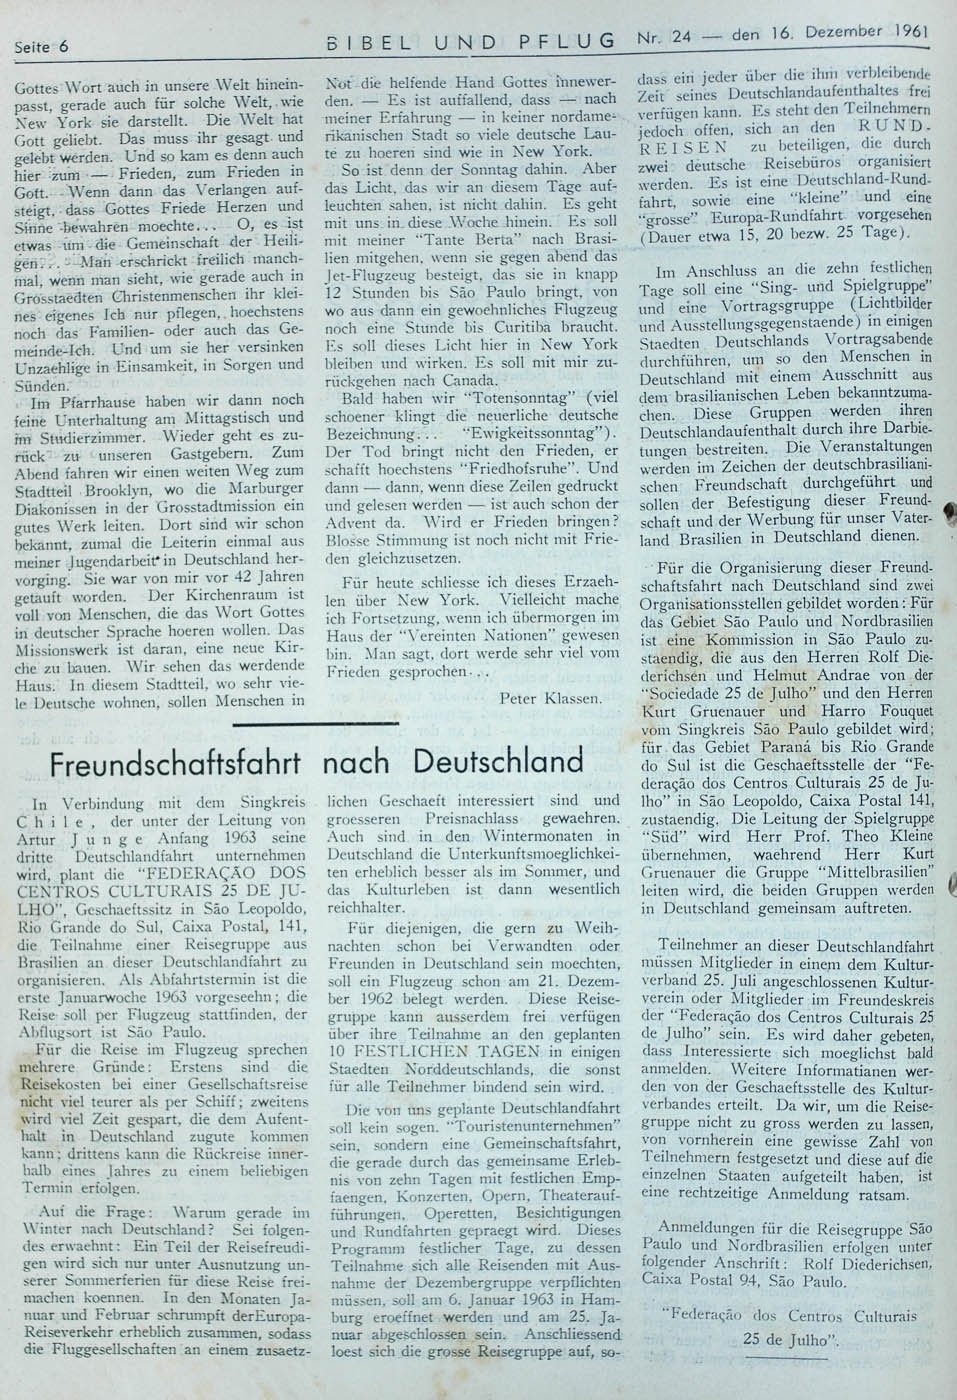 Seite 6
BIBEL UND PFLUG
Nr. 24 — den 16. Dezember 1961
Gottes Wort auch in unsere Welt hinein-
passt, gerade auch für solche Welt, wie
New York sie darstellt. Die Welt hat
Gott geliebt. Das muss ihr gesagt und
gelebt werden. Und so kam es denn auch
hier zum — Frieden, zum Frieden in
Gott. Wenn dann das Verlangen auf-
steigt, dass Gottes Friede Herzen und
Sinne bewahren moechte... O, es ist
etwas um die Gemeinschaft der Heili-
gen... Man erschrickt freilich manch-
mal, wenn man sieht, wie gerade auch in
Grosstaedten Christenmenschen ihr klei-
nes eigenes Ich nur pflegen, hoechstens
noch das Familien- oder auch das Ge-
meinde-Ich. Und um sie her versinken
Unzaehlige in Einsamkeit, in Sorgen und
Sünden.
Im Pfarrhause haben wir dann noch
feine Unterhaltung am Mittagstisch und
im Studierzimmer. Wieder geht es zu-
rück zu unseren Gastgebern. Zum
Abend fahren wir einen weiten Weg zum
Stadtteil Brooklyn, wo die Marburger
Diakonissen in der Grosstadtmission ein
gutes Werk leiten. Dort sind wir schon
bekannt, zumal die Leiterin einmal aus
meiner Jugendarbeit in Deutschland her-
vorging. Sie war von mir vor 42 Jahren
getauft worden. Der Kirchenraum ist
voll von Menschen, die das Wort Gottes
in deutscher Sprache hoeren wollen. Das
Missionswerk ist daran, eine neue Kir-
che zu bauen. Wir sehen das werdende
Haus. In diesem Stadtteil, wo sehr vie-
le Deutsche wohnen, sollen Menschen in
Not die helfende Hand Gottes innewer-
den. — Es ist auffallend, dass — nach
meiner Erfahrung — in keiner nordame-
rikanischen Stadt so viele deutsche Lau-
te zu hoeren sind wie in New York.
So ist denn der Sonntag dahin. Aber
das Licht, das wir an diesem Tage auf-
leuchten sahen, ist nicht dahin. Es geht
mit uns in diese Woche hinein. Es soll
mit meiner "Tante Berta" nach Brasi-
lien mitgehen, wenn sie gegen abend das
Jet-Flugzeug besteigt, das sie in knapp
12 Stunden bis São Paulo bringt, von
wo aus dann ein gewoehnliches Flugzeug
noch eine Stunde bis Curitiba braucht.
Es soll dieses Licht hier in New York
bleiben und wirken. Es soll mit mir zu-
rückgehen nach Canada.
Bald haben wir "Totensonntag" (viel
schoener klingt die neuerliche deutsche
Bezeichnung... "Ewigkeitssonntag").
Der Tod bringt nicht den Frieden, er
schafft hoechstens "Friedhofsruhe". Und
dann — dann, wenn diese Zeilen gedruckt
und gelesen werden — ist auch schon der
Advent da. Wird er Frieden bringen?
Blosse Stimmung ist noch nicht mit Frie-
den gleichzusetzen.
Für heute schliesse ich dieses Erzaeh-
len über New York. Vielleicht mache
ich Fortsetzung, wenn ich übermorgen im
Haus der "Vereinten Nationen" gewesen
bin. Man sagt, dort werde sehr viel vom
Frieden gesprochen...
Peter Klassen.
Freundschaftsfahrt nach Deutschland
In Verbindung mit dem Singkreis
Chile, der unter der Leitung von
Artur Junge Anfang 1963 seine
dritte Deutschlandfahrt unternehmen
wird, plant die "FEDERAÇÃO DOS
CENTROS CULTURAIS 25 DE JU-
LHO", Geschaeftssitz in São Leopoldo,
Rio Grande do Sul, Caixa Postal, 141,
die Teilnahme einer Reisegruppe aus
Brasilien an dieser Deutschlandfahrt zu
organisieren. Als Abfahrtstermin ist die
erste Januarwoche 1963 vorgeseehn; die
Reise soll per Flugzeug stattfinden, der
Abflugsort ist São Paulo.
Für die Reise im Flugzeug sprechen
mehrere Gründe: Erstens sind die
Reisekosten bei einer Gesellschaftsreise
nicht viel teurer als per Schiff; zweitens
wird viel Zeit gespart, die dem Aufent-
halt in Deutschland zugute kommen
kann; drittens kann die Rückreise inner-
halb eines Jahres zu einem beliebigen
Termin erfolgen.
Auf die Frage: Warum gerade im
Winter nach Deutschland? Sei folgen-
des erwaehnt: Ein Teil der Reisefreudi-
gen wird sich nur unter Ausnutzung un-
serer Sommerferien für diese Reise frei-
machen koennen. In den Monaten Ja-
nuar und Februar schrumpft derEuropa-
Reiseverkehr erheblich zusammen, sodass
die Fluggesellschaften an einem zusaetz-
lichen Geschaeft interessiert sind und
groesseren Preisnachlass gewaehren.
Auch sind in den Wintermonaten in
Deutschland die Unterkunftsmoeglichkei-
ten erheblich besser als im Sommer, und
das Kulturleben ist dann wesentlich
reichhalter.
Für diejenigen, die gern zu Weih-
nachten schon bei Verwandten oder
Freunden in Deutschland sein moechten,
soll ein Flugzeug schon am 21. Dezem-
ber 1962 belegt werden. Diese Reise-
gruppe kann ausserdem frei verfügen
über ihre Teilnahme an den geplanten
10 FESTLICHEN TAGEN in einigen
Staedten Norddeutschlands, die sonst
für alle Teilnehmer bindend sein wird.
Die von uns geplante Deutschlandfahrt
soll kein sogen. "Touristenunternehmen"
sein, sondern eine Gemeinschaftsfahrt,
die gerade durch das gemeinsame Erleb-
nis von zehn Tagen mit festlichen Emp-
faengen, Konzerten, Opern, Theaterauf-
führungen, Operetten, Besichtigungen
und Rundfahrten gepraegt wird. Dieses
Programm festlicher Tage, zu dessen
Teilnahme sich alle Reisenden mit Aus-
nahme der Dezembergruppe verpflichten
müssen, soll am 6. Januar 1963 in Ham-
burg eroeffnet werden und am 25. Ja-
nuar abgeschlossen sein. Anschliessend
loest sich die grosse Reisegruppe auf, so-
dass ein jeder über die ihm verbleibende
Zeit seines Deutschlandaufenthaltes frei
verfügen kann. Es steht den Teilnehmern
jedoch offen, sich an den RUND-
REISEN zu beteiligen, die durch
zwei deutsche Reisebüros organisiert
werden. Es ist eine Deutschland-Rund-
fahrt, sowie eine "kleine" und eine
"grosse" Europa-Rundfahrt vorgesehen
(Dauer etwa 15, 20 bezw. 25 Tage).
Im Anschluss an die zehn festlichen
Tage soll eine "Sing- und Spielgruppe"
und eine Vortragsgruppe (Lichtbilder
und Ausstellungsgegenstaende) in einigen
Staedten Deutschlands Vortragsabende
durchführen, um so den Menschen in
Deutschland mit einem Ausschnitt aus
dem brasilianischen Leben bekanntzuma-
chen. Diese Gruppen werden ihren
Deutschlandaufenthalt durch ihre Darbie-
tungen bestreiten. Die Veranstaltungen
werden im Zeichen der deutschbrasiliani-
schen Freundschaft durchgeführt und
sollen der Befestigung dieser Freund-
schaft und der Werbung für unser Vater-
land Brasilien in Deutschland dienen.
Für die Organisierung dieser Freund-
schaftsfahrt nach Deutschland sind zwei
Organisationsstellen gebildet worden: Für
das Gebiet São Paulo und Nordbrasilien
ist eine Kommission in São Paulo zu-
staendig, die aus den Herren Rolf Die-
derichsen und Helmut Andrae von der
"Sociedade 25 de Julho" und den Herren
Kurt Gruenauer und Harro Fouquet
vom Singkreis São Paulo gebildet wird;
für das Gebiet Paraná bis Rio Grande
do Sul ist die Geschaeftsstelle der "Fe-
deração dos Centros Culturais 25 de Ju-
lho" in São Leopoldo, Caixa Postal 141,
zustaendig. Die Leitung der Spielgruppe
"Süd" wird Herr Prof. Theo Kleine
übernehmen, waehrend Herr Kurt
Gruenauer die Gruppe "Mittelbrasilien"
leiten wird, die beiden Gruppen werden
in Deutschland gemeinsam auftreten.
Teilnehmer an dieser Deutschlandfahrt
müssen Mitglieder in einem dem Kultur-
verband 25. Juli angeschlossenen Kultur-
verein oder Mitglieder im Freundeskreis
der "Federação dos Centros Culturais 25
de Julho" sein. Es wird daher gebeten,
dass Interessierte sich moeglichst bald
anmelden. Weitere Informatianen wer-
den von der Geschaeftsstelle des Kultur-
verbandes erteilt. Da wir, um die Reise-
gruppe nicht zu gross werden zu lassen,
von vornherein eine gewisse Zahl von
Teilnehmern festgesetzt und diese auf die
einzelnen Staaten aufgeteilt haben, ist
eine rechtzeitige Anmeldung ratsam.
Anmeldungen für die Reisegruppe São
Paulo und Nordbrasilien erfolgen unter
folgender Anschrift: Rolf Diederichsen,
Caixa Postal 94, São Paulo.
"Federação dos Centros Culturais
25 de Julho".